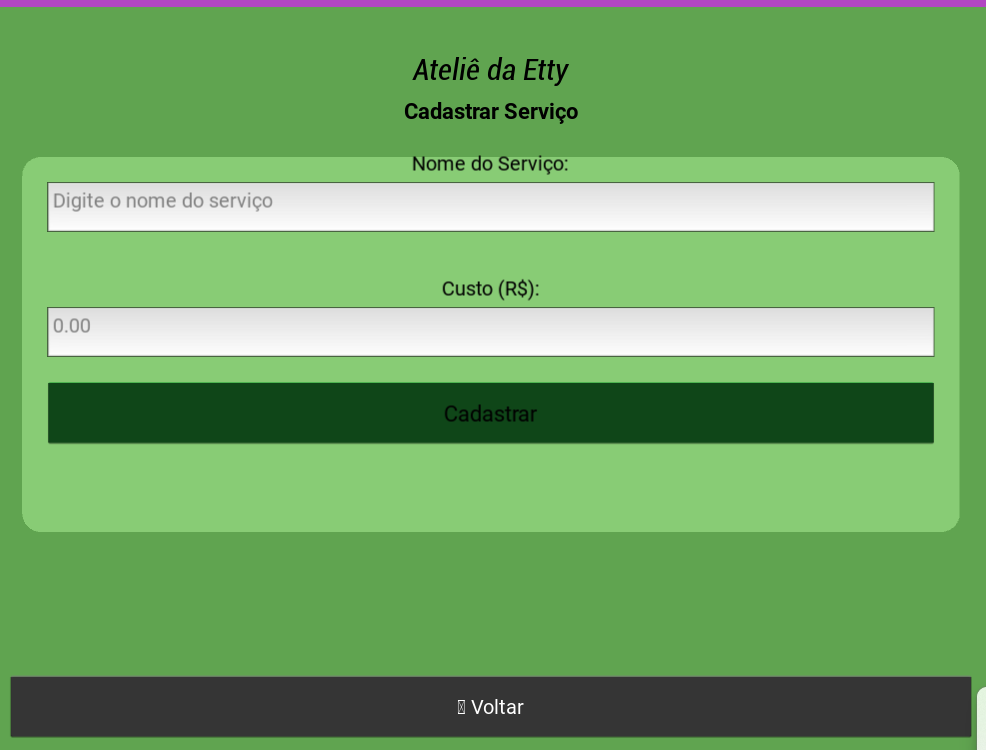 Ateliê da Etty
Cadastrar Serviço
Nome do Serviço:
Digite o nome do serviço
Custo (R$):
0.00
Cadastrar
Voltar